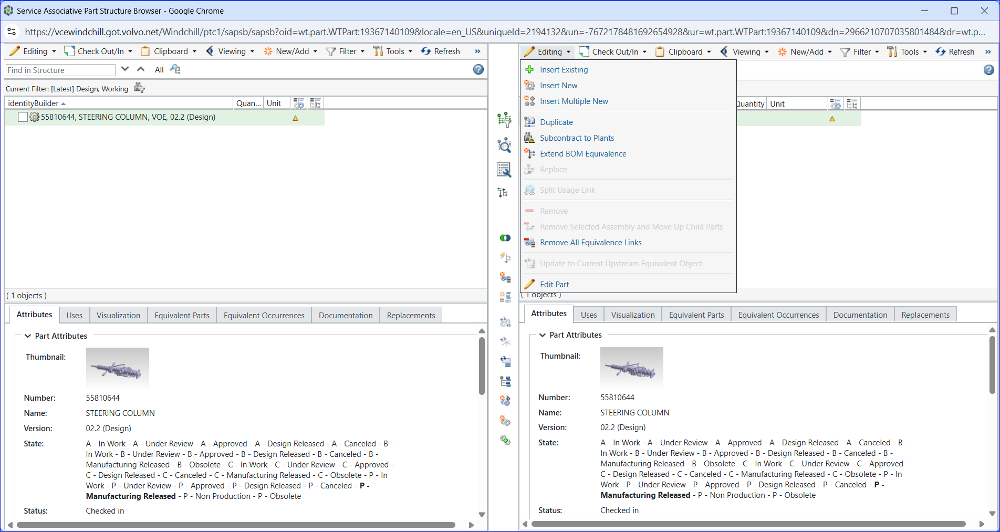 Service Associative Part Structure Browser - Google Chrome
https://vcewindchill.got.volvo.net/Windchill/ptc1/sapsb/sapsb?oid=wt.part.WTPart:19367140109&locale=en_US&uniqueId=2194132&un=-7672178481692654928&ur=wt.part.WTPart:19367140109&dn=2966210707035801484&dr=wt.p...
Editing Check Out/In Clipboard Viewing New/Add Filter Tools Refresh »
Find in Structure All
Current Filter: [Latest] Design, Working
identityBuilder Quan... Unit
55810644, STEERING COLUMN, VOE, 02.2 (Design)
( 1 objects )
Attributes Uses Visualization Equivalent Parts Equivalent Occurrences Documentation Replacements
Part Attributes
Thumbnail:
Number: 55810644
Name: STEERING COLUMN
Version: 02.2 (Design)
State: A - In Work - A - Under Review - A - Approved - A - Design Released - A - Canceled - B -
In Work - B - Under Review - B - Approved - B - Design Released - B - Canceled - B -
Manufacturing Released - B - Obsolete - C - In Work - C - Under Review - C - Approved -
C - Design Released - C - Canceled - C - Manufacturing Released - C - Obsolete - P - In
Work - P - Under Review - P - Approved - P - Design Released - P - Canceled - P -
Manufacturing Released - P - Non Production - P - Obsolete
Status: Checked in
Editing Check Out/In Clipboard Viewing New/Add Filter Tools Refresh »
Insert Existing
Insert New
Insert Multiple New
Duplicate
Subcontract to Plants
Extend BOM Equivalence
Replace
Split Usage Link
Remove
Remove Selected Assembly and Move Up Child Parts
Remove All Equivalence Links
Update to Current Upstream Equivalent Object
Edit Part
Quantity Unit
( 1 objects )
Attributes Uses Visualization Equivalent Parts Equivalent Occurrences Documentation Replacements
Part Attributes
Thumbnail:
Number: 55810644
Name: STEERING COLUMN
Version: 02.2 (Design)
State: A - In Work - A - Under Review - A - Approved - A - Design Released - A - Canceled - B -
In Work - B - Under Review - B - Approved - B - Design Released - B - Canceled - B -
Manufacturing Released - B - Obsolete - C - In Work - C - Under Review - C - Approved -
C - Design Released - C - Canceled - C - Manufacturing Released - C - Obsolete - P - In
Work - P - Under Review - P - Approved - P - Design Released - P - Canceled - P -
Manufacturing Released - P - Non Production - P - Obsolete
Status: Checked in